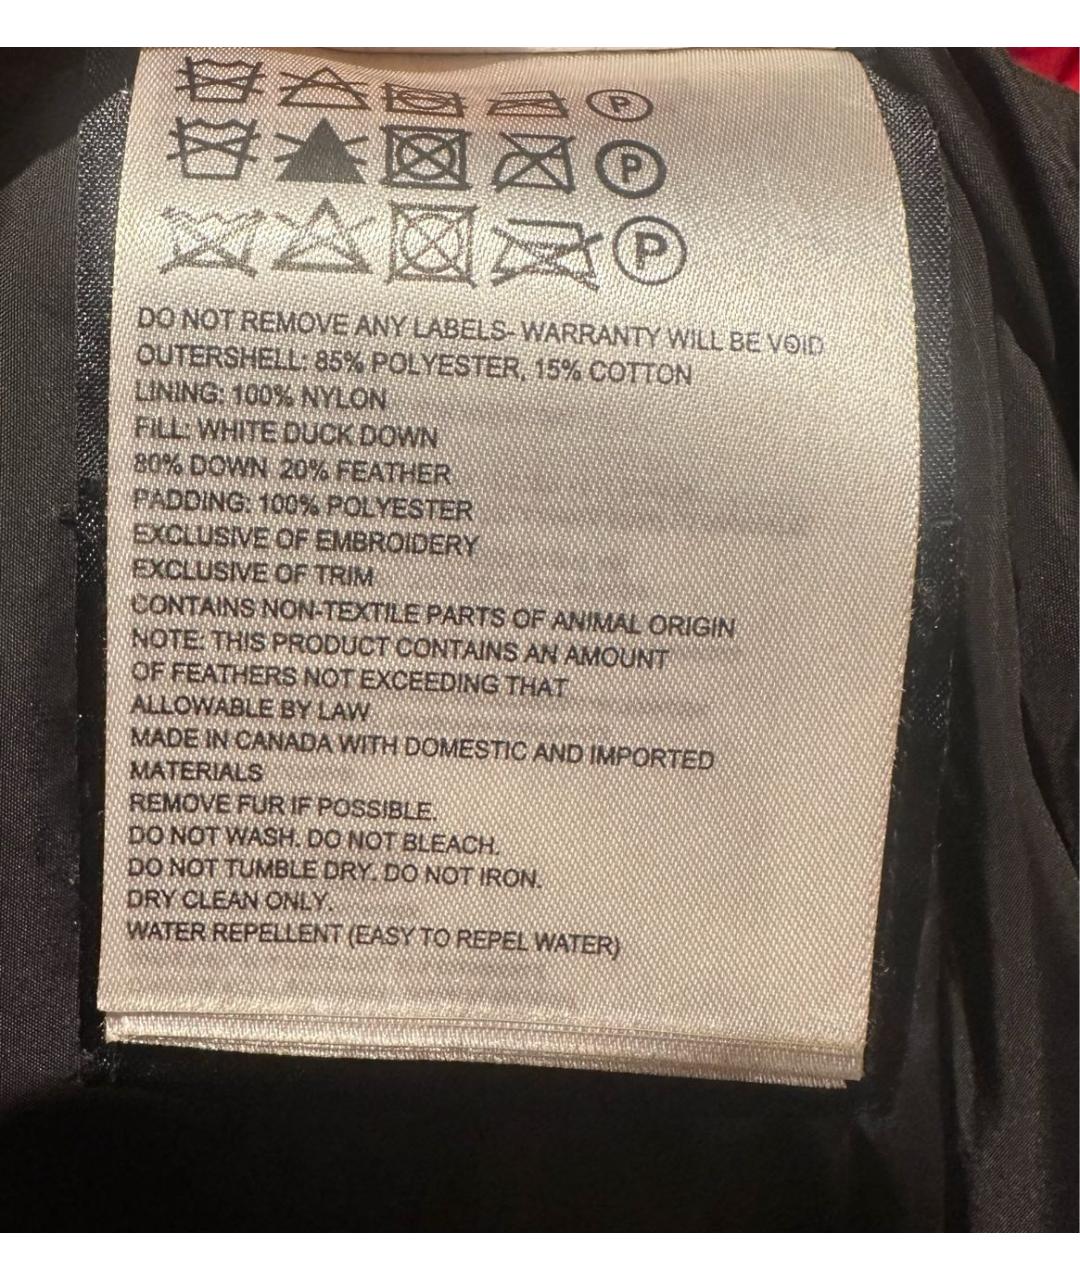 P
P
P
DO NOT REMOVE ANY LABELS- WARRANTY WILL BE VOID
OUTERSHELL: 85% POLYESTER, 15% COTTON
LINING: 100% NYLON
FILL: WHITE DUCK DOWN
80% DOWN 20% FEATHER
PADDING: 100% POLYESTER
EXCLUSIVE OF EMBROIDERY
EXCLUSIVE OF TRIM
CONTAINS NON-TEXTILE PARTS OF ANIMAL ORIGIN
NOTE: THIS PRODUCT CONTAINS AN AMOUNT
OF FEATHERS NOT EXCEEDING THAT
ALLOWABLE BY LAW
MADE IN CANADA WITH DOMESTIC AND IMPORTED
MATERIALS
REMOVE FUR IF POSSIBLE.
DO NOT WASH. DO NOT BLEACH.
DO NOT TUMBLE DRY. DO NOT IRON.
DRY CLEAN ONLY.
WATER REPELLENT (EASY TO REPEL WATER)